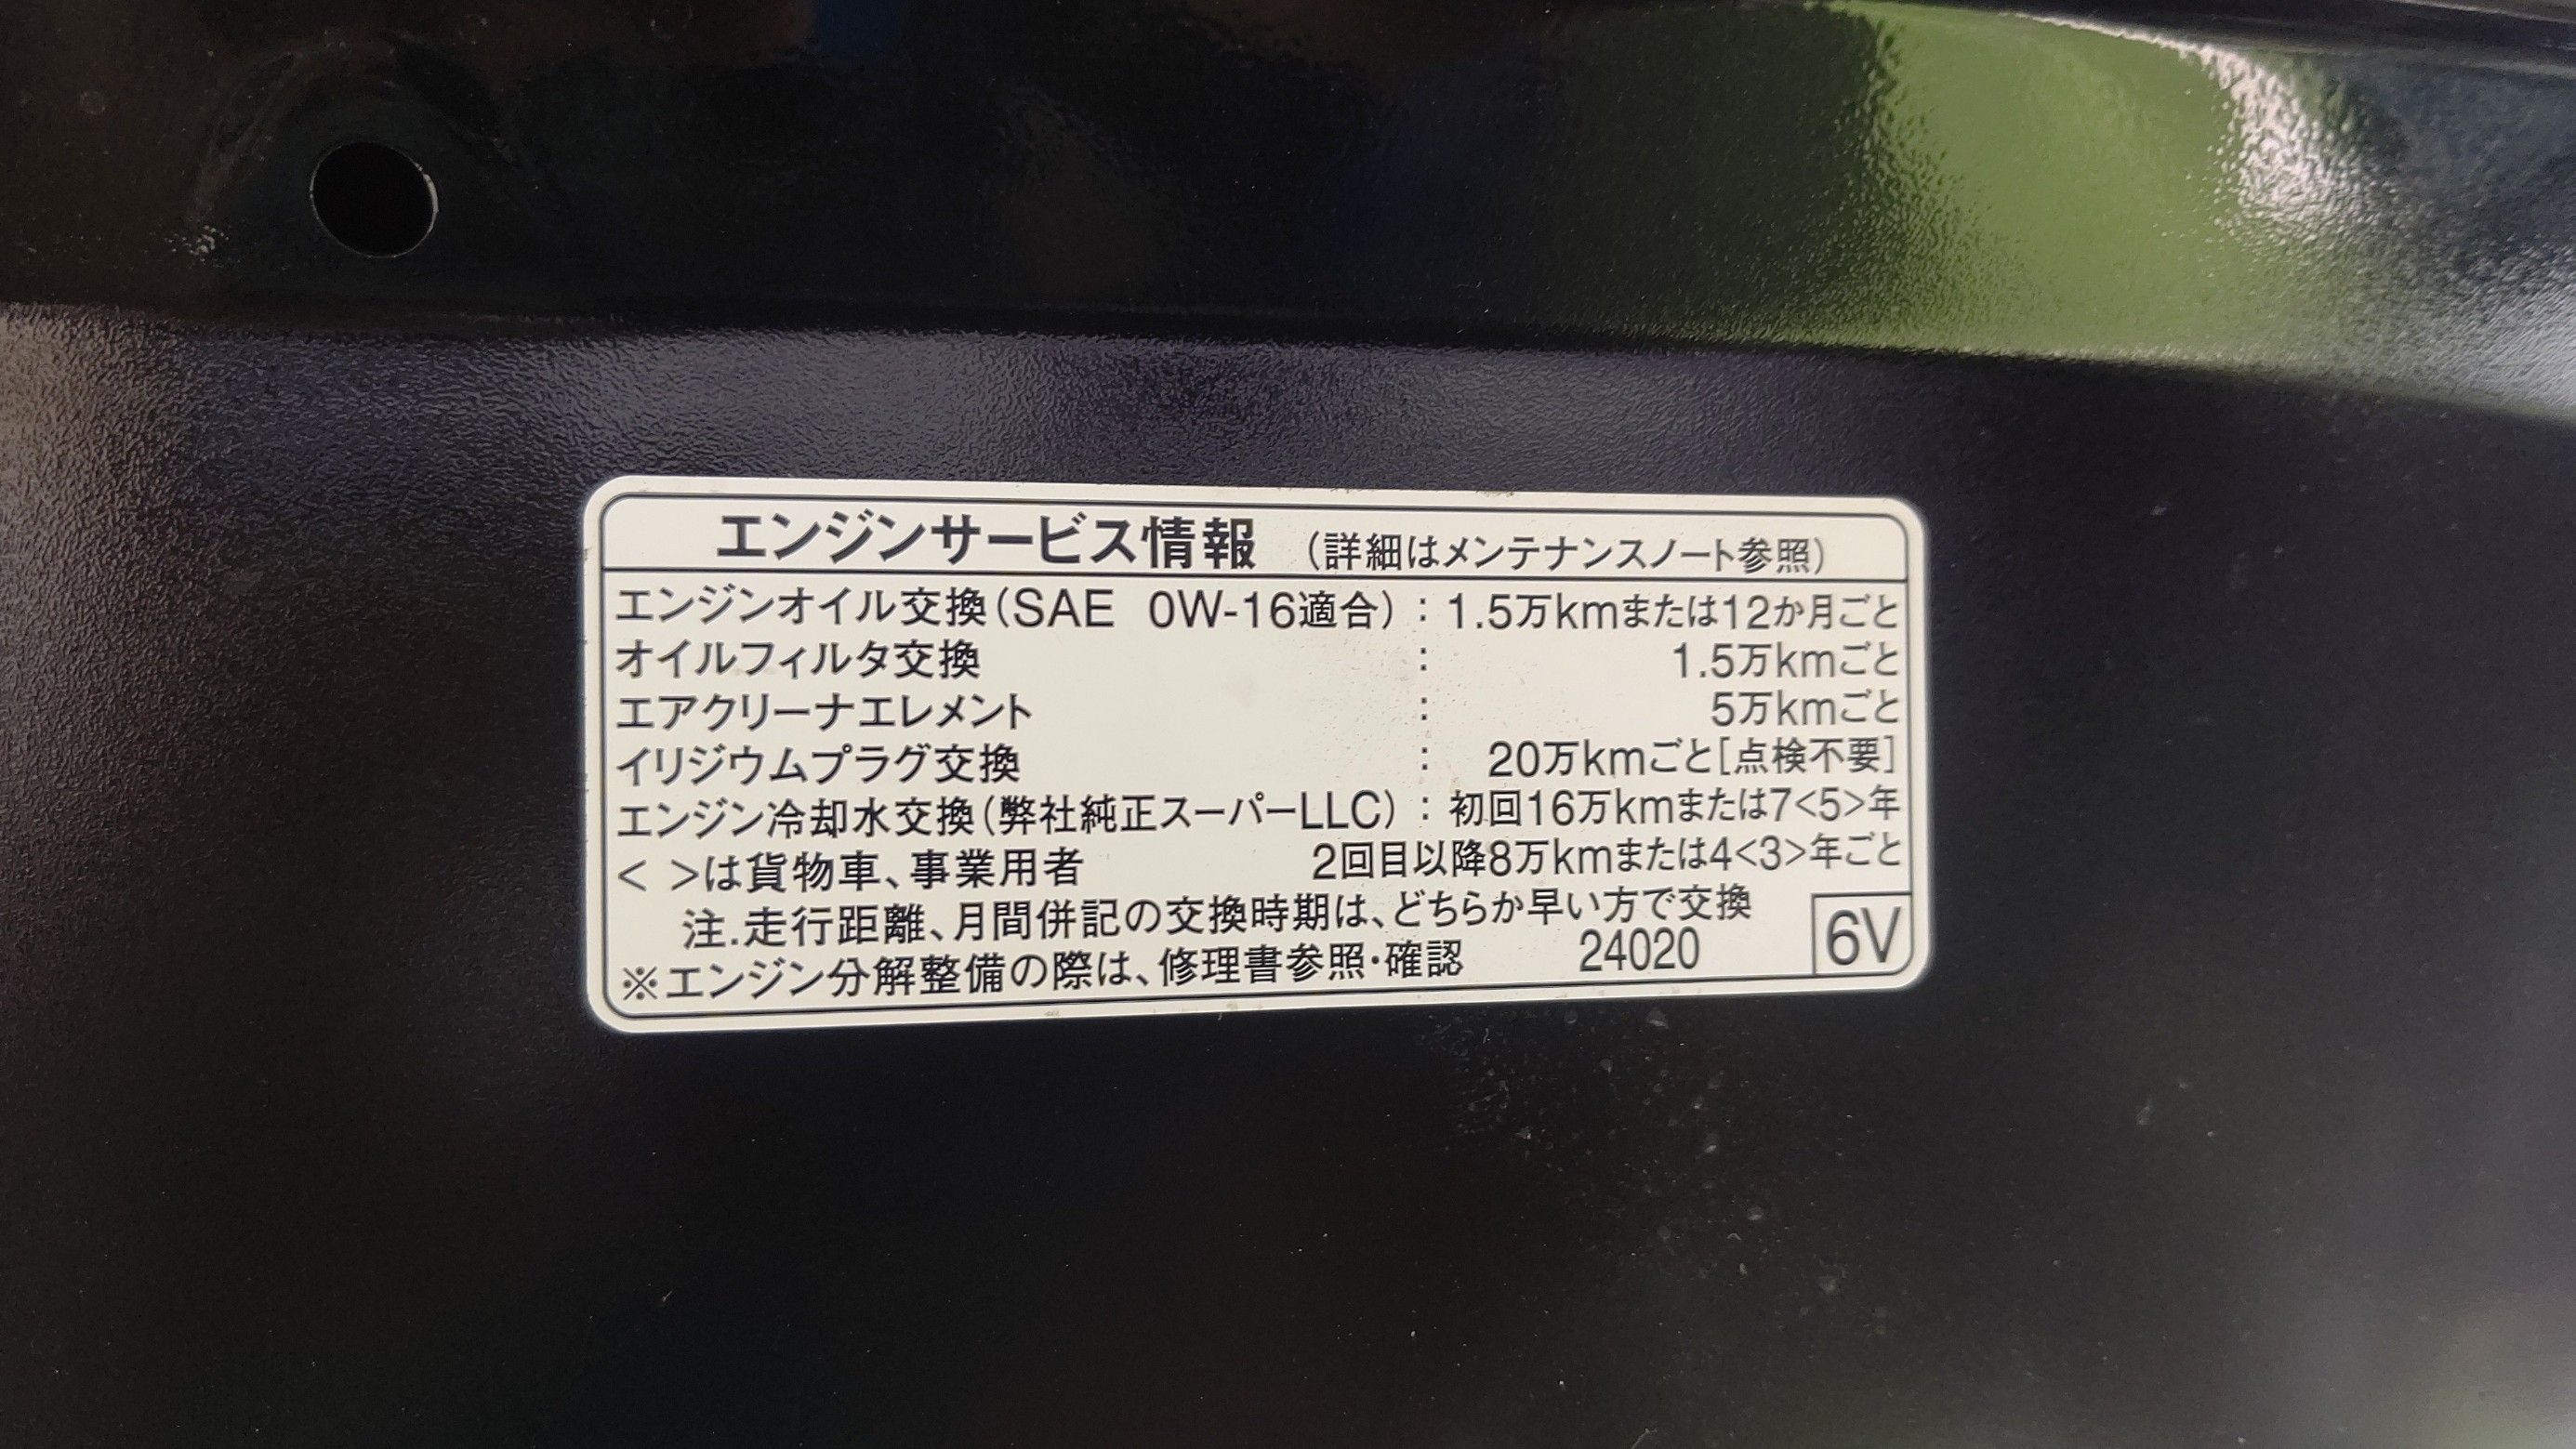 エンジンサービス情報 (詳細はメンテナンスノート参照)
エンジンオイル交換(SAE 0W-16適合) : 1.5万kmまたは12か月ごと
オイルフィルタ交換 : 1.5万kmごと
エアクリーナエレメント : 5万kmごと
イリジウムプラグ交換 : 20万kmごと[点検不要]
エンジン冷却水交換(弊社純正スーパーLLC) : 初回16万kmまたは7<5>年
< >は貨物車、事業用者 2回目以降8万kmまたは4<3>年ごと
注.走行距離、月間併記の交換時期は、どちらか早い方で交換
※エンジン分解整備の際は、修理書参照・確認 24020 6V